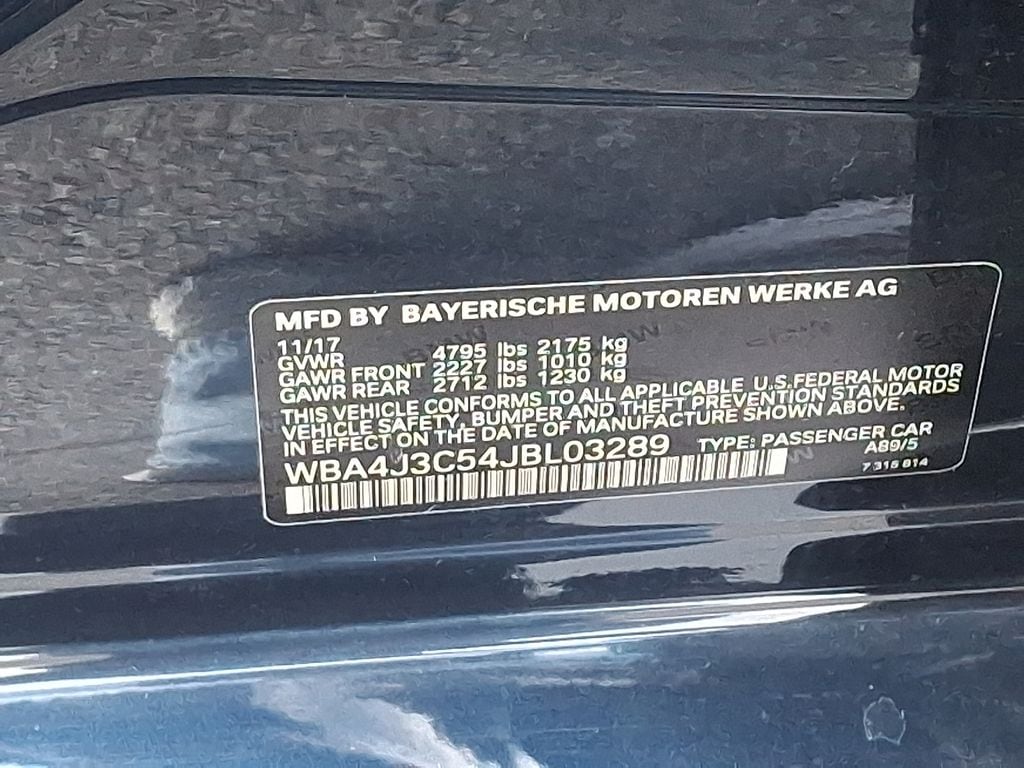 MFD BY BAYERISCHE MOTOREN WERKE AG
11/17
GVWR 4795 lbs 2175 kg
GAWR FRONT 2227 lbs 1010 kg
GAWR REAR 2712 lbs 1230 kg
THIS VEHICLE CONFORMS TO ALL APPLICABLE U.S.FEDERAL MOTOR
VEHICLE SAFETY, BUMPER AND THEFT PREVENTION STANDARDS
IN EFFECT ON THE DATE OF MANUFACTURE SHOWN ABOVE.
WBA4J3C54JBL03289 TYPE: PASSENGER CAR
A89/5
7 316 814